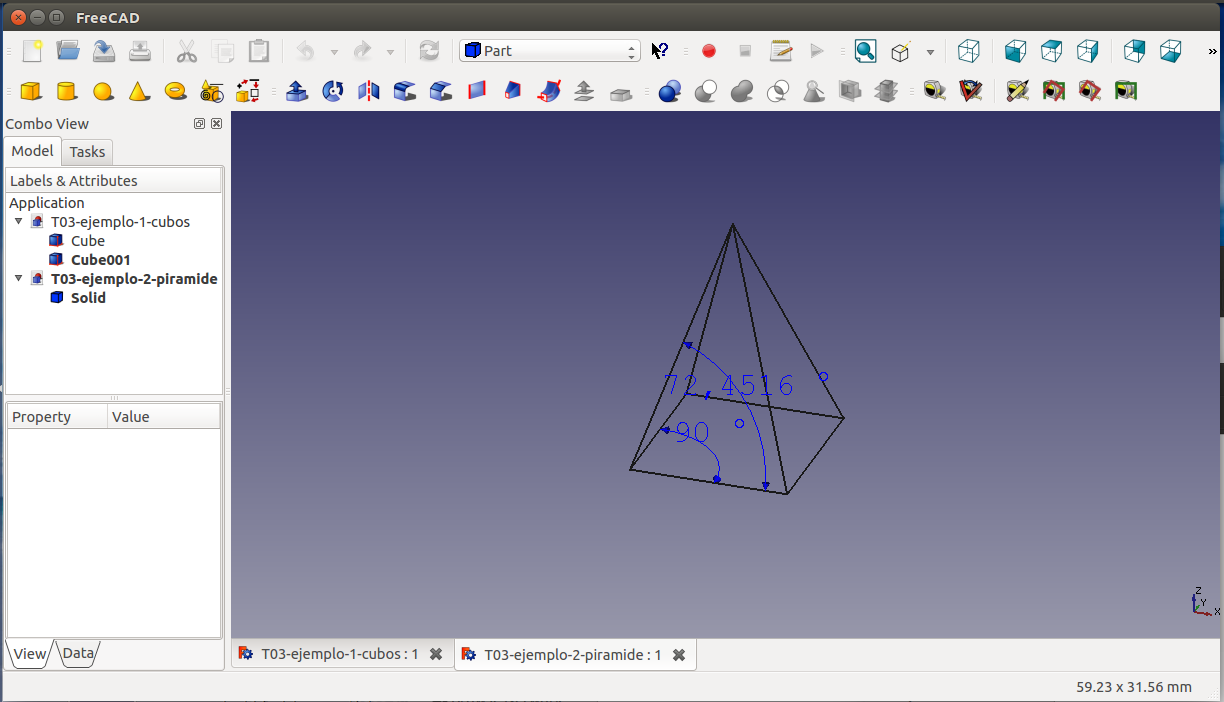 FreeCAD
Part
»
Combo View
Model
Tasks
Labels & Attributes
Application
T03-ejemplo-1-cubos
Cube
Cube001
T03-ejemplo-2-piramide
Solid
Property
Value
72,4516 °
90 °
Z
Y
X
View
Data
T03-ejemplo-1-cubos : 1
T03-ejemplo-2-piramide : 1
59.23 x 31.56 mm